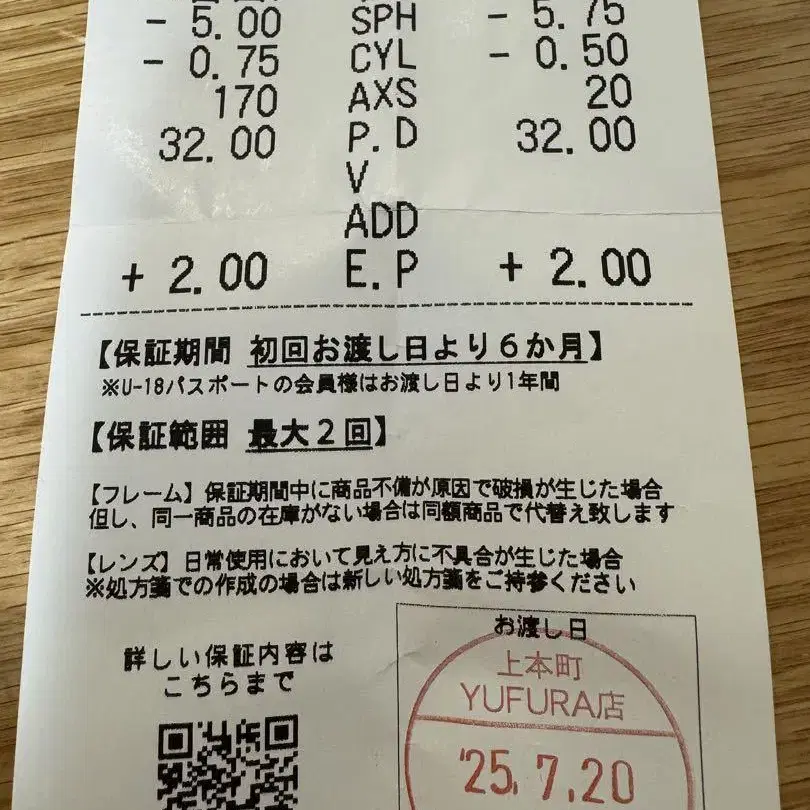 - 5.00 SPH - 5.75
- 0.75 CYL - 0.50
170 AXS 20
32.00 P.D 32.00
V
ADD
+ 2.00 E.P + 2.00
【保証期間 初回お渡し日より6か月】
※U-18パスポートの会員様はお渡し日より1年間
【保証範囲 最大2回】
【フレーム】保証期間中に商品不備が原因で破損が生じた場合
但し、同一商品の在庫がない場合は同額商品で代替え致します
【レンズ】日常使用において見え方に不具合が生じた場合
※処方箋での作成の場合は新しい処方箋をご持参ください
詳しい保証内容は
こちらまで
お渡し日
上本町
YUFURA店
'25.7.20